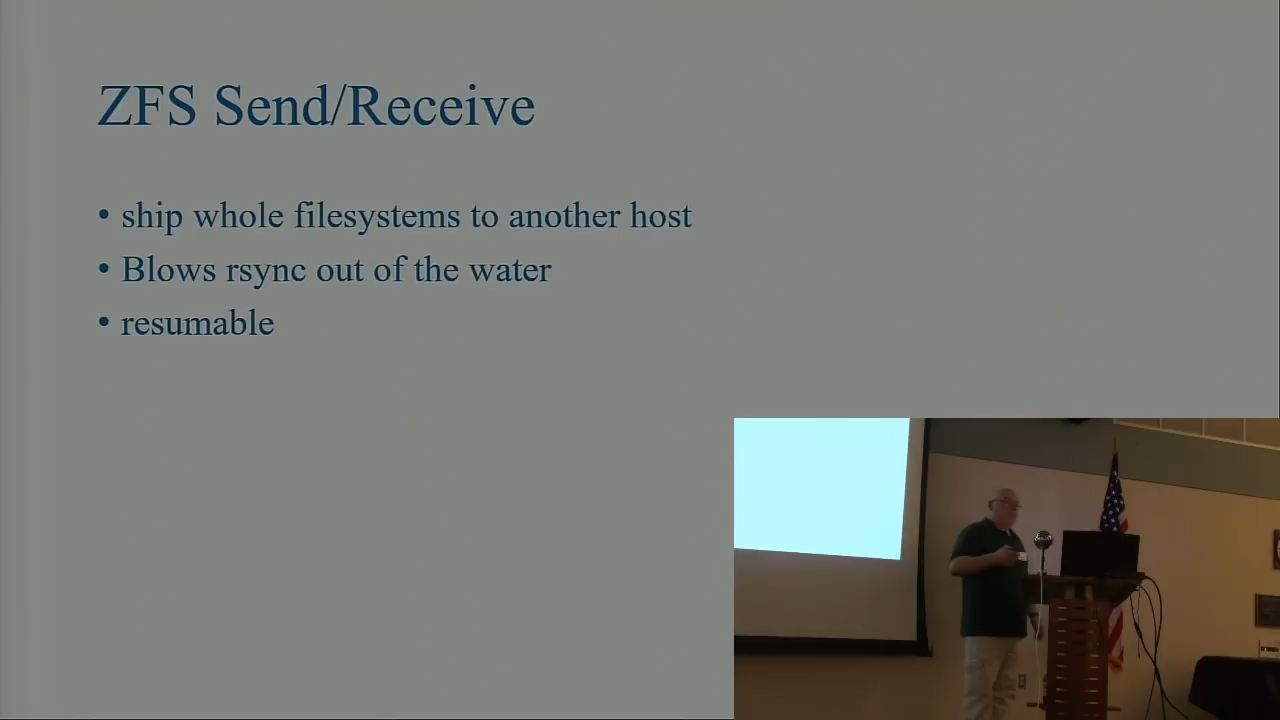 ZFS Send/Receive
• ship whole filesystems to another host
• Blows rsync out of the water
• resumable